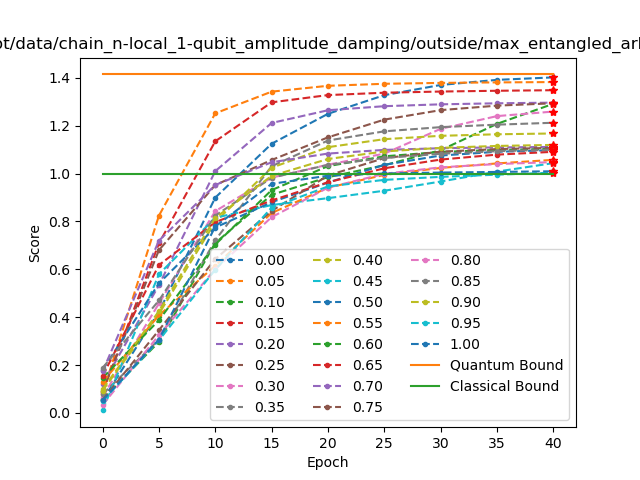 ot/data/chain_n-local_1-qubit_amplitude_damping/outside/max_entangled_arl
1.4
1.2
1.0
0.8
0.6
0.4
0.2
0.0
Score
0 5 10 15 20 25 30 35 40
Epoch
0.00 0.40 0.80
0.05 0.45 0.85
0.10 0.50 0.90
0.15 0.55 0.95
0.20 0.60 1.00
0.25 0.65 Quantum Bound
0.30 0.70 Classical Bound
0.35 0.75